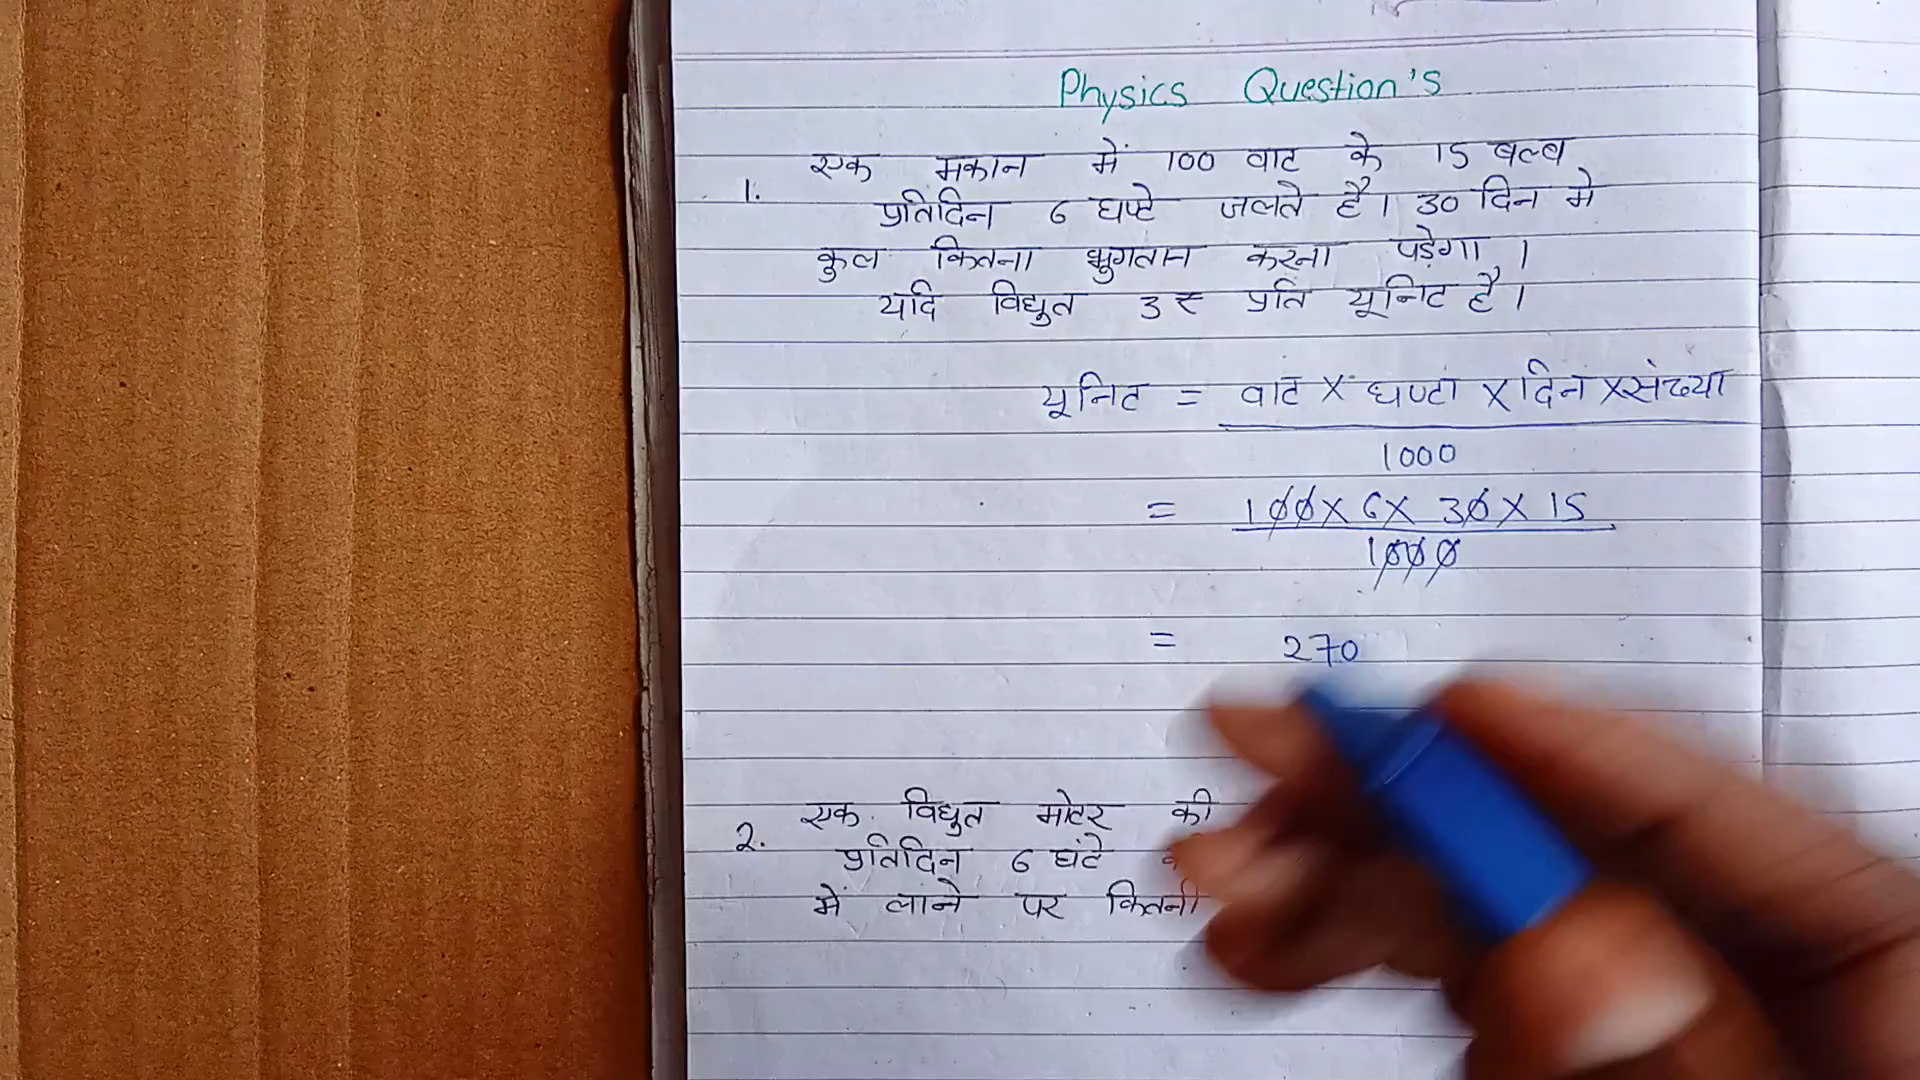 Physics Question's
1. एक मकान में 100 वाट के 15 बल्ब
प्रतिदिन 6 घण्टे जलते है। 30 दिन मे
कुल कितना भुगतान करना पड़ेगा।
यदि विद्युत 3 ₹ प्रति यूनिट है।
यूनिट = वाट × घण्टा × दिन × संख्या
1000
= 100 × 6 × 30 × 15
1000
= 270
2. एक विद्युत मोटर की
प्रतिदिन 6 घंटे
में लाने पर कितनी